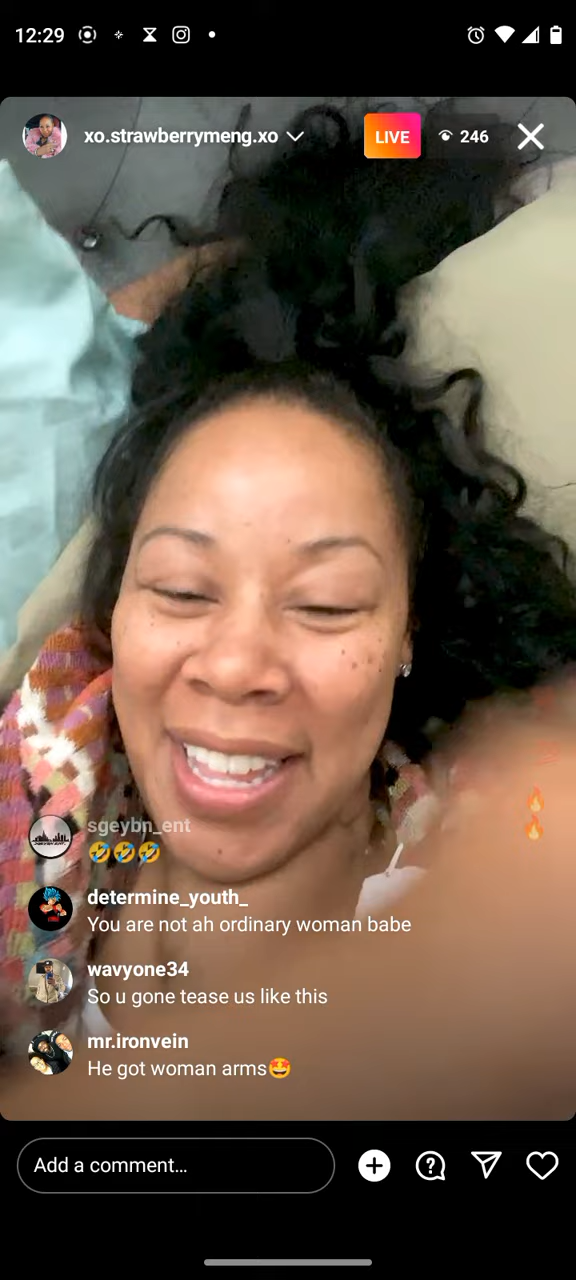 12:29
xo.strawberrymeng.xo
LIVE
246
sgeybn_ent
🤣🤣🤣
determine_youth_
You are not ah ordinary woman babe
wavyone34
So u gone tease us like this
mr.ironvein
He got woman arms🤩
Add a comment...